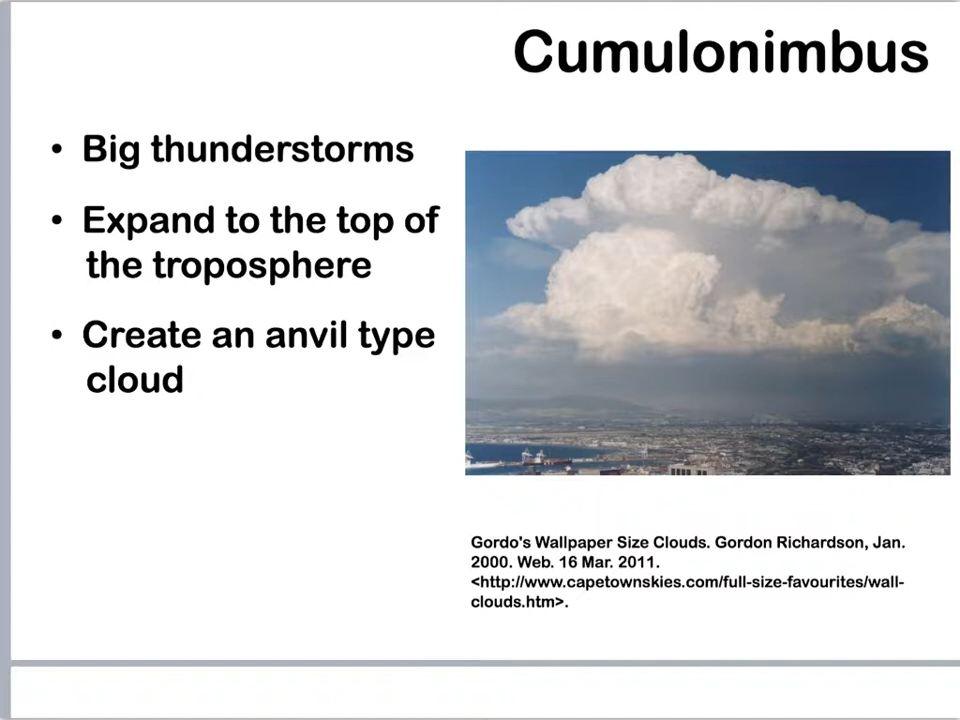 Cumulonimbus
• Big thunderstorms
• Expand to the top of
the troposphere
• Create an anvil type
cloud
Gordo's Wallpaper Size Clouds. Gordon Richardson, Jan.
2000. Web. 16 Mar. 2011.
<http://www.capetownskies.com/full-size-favourites/wall-
clouds.htm>.